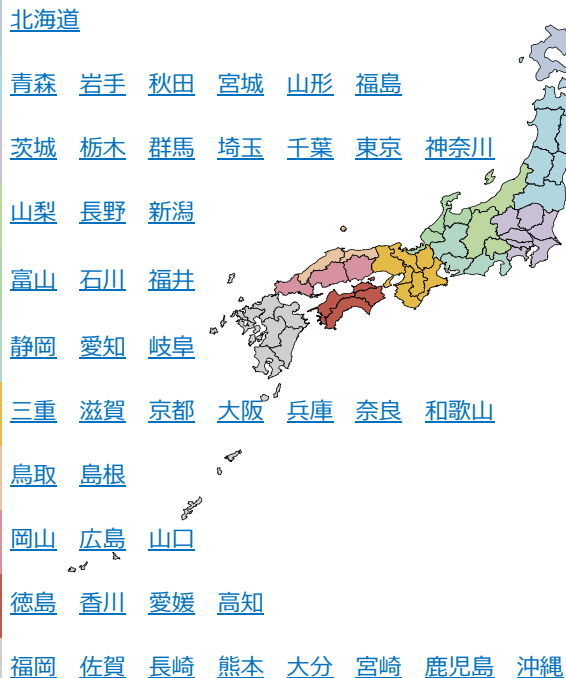 北海道
青森 岩手 秋田 宮城 山形 福島
茨城 栃木 群馬 埼玉 千葉 東京 神奈川
山梨 長野 新潟
富山 石川 福井
静岡 愛知 岐阜
三重 滋賀 京都 大阪 兵庫 奈良 和歌山
鳥取 島根
岡山 広島 山口
徳島 香川 愛媛 高知
福岡 佐賀 長崎 熊本 大分 宮崎 鹿児島 沖縄